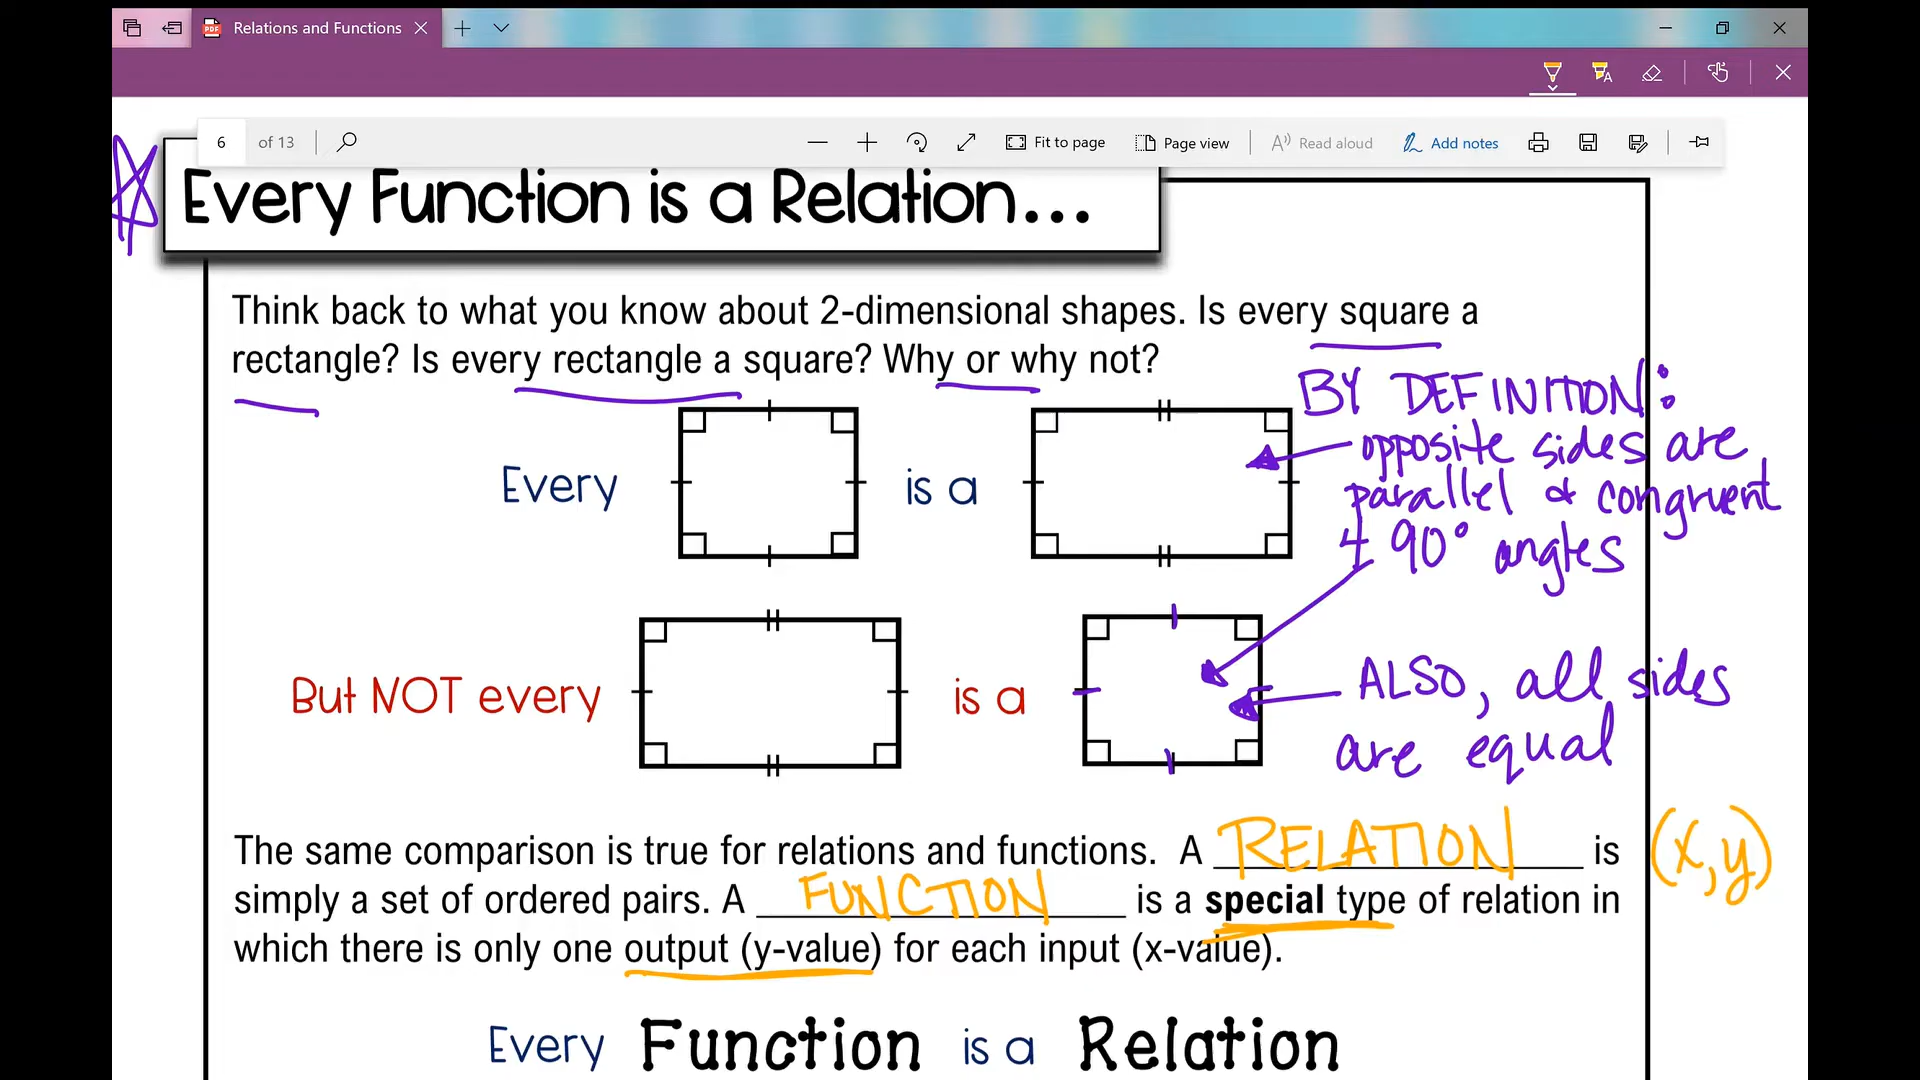 Relations and Functions
6 of 13
Fit to page
Page view
Read aloud
Add notes
Every Function is a Relation...
Think back to what you know about 2-dimensional shapes. Is every square a
rectangle? Is every rectangle a square? Why or why not?
BY DEFINITION:
opposite sides are
parallel & congruent
4 90° angles
Every is a
But NOT every is a
ALSO, all sides
are equal
The same comparison is true for relations and functions. A RELATION is (x,y)
simply a set of ordered pairs. A FUNCTION is a special type of relation in
which there is only one output (y-value) for each input (x-value).
Every Function is a Relation